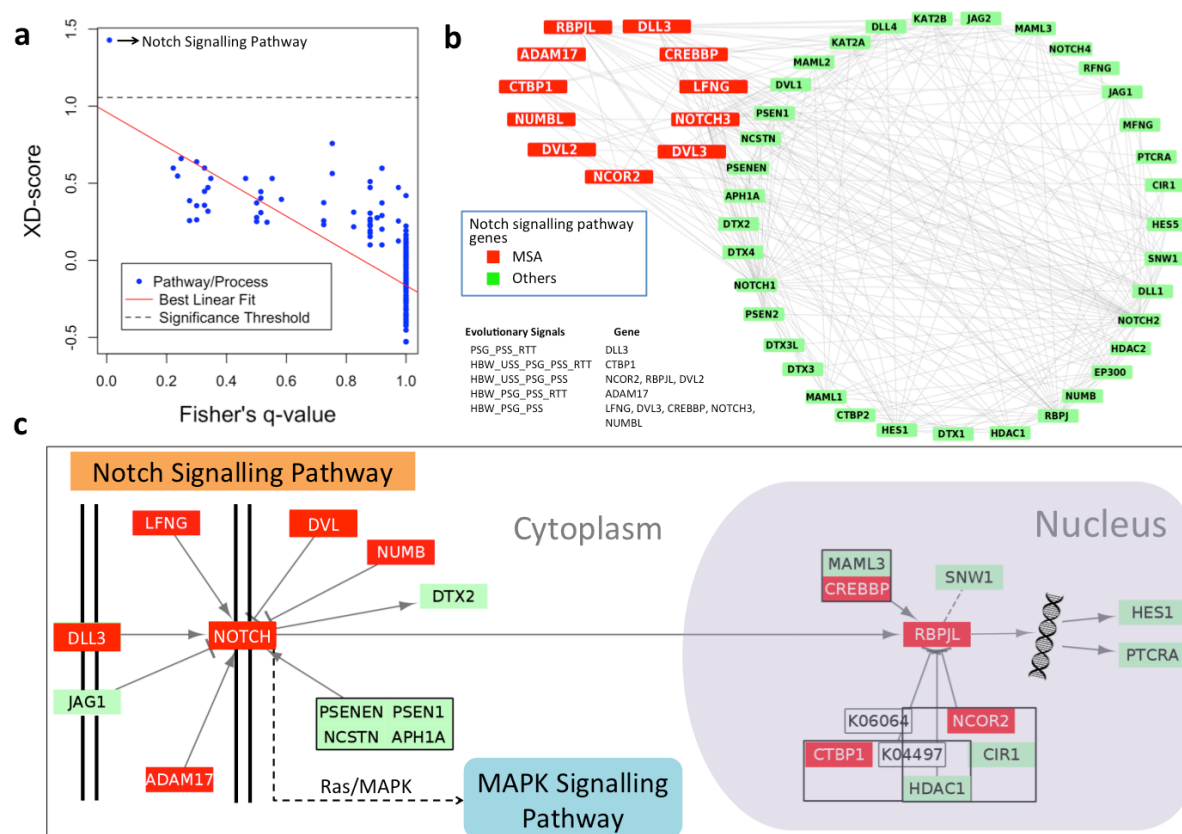 a
1.5
1.0
0.5
0.0
-0.5
XD-score
Notch Signalling Pathway
Pathway/Process
Best Linear Fit
Significance Threshold
0.0 0.2 0.4 0.6 0.8 1.0
Fisher's q-value
b
RBPJL
DLL3
ADAM17
CREBBP
CTBP1
LFNG
NUMBL
NOTCH3
DVL2
DVL3
NCOR2
KAT2B
JAG2
DLL4
MAML3
KAT2A
NOTCH4
MAML2
RFNG
DVL1
JAG1
PSEN1
MFNG
NCSTN
PTCRA
PSENEN
CIR1
APH1A
HES5
DTX2
SNW1
DTX4
DLL1
NOTCH1
NOTCH2
PSEN2
HDAC2
DTX3L
EP300
DTX3
NUMB
MAML1
RBPJ
CTBP2
HES1
DTX1
HDAC1
Notch signalling pathway
genes
MSA
Others
Evolutionary Signals Gene
PSG_PSS_RTT DLL3
HBW_USS_PSG_PSS_RTT CTBP1
HBW_USS_PSG_PSS NCOR2, RBPJL, DVL2
HBW_PSG_PSS_RTT ADAM17
HBW_PSG_PSS LFNG, DVL3, CREBBP, NOTCH3,
NUMBL
c
Notch Signalling Pathway
Cytoplasm
Nucleus
LFNG
DVL
NUMB
DTX2
DLL3
NOTCH
JAG1
PSENEN PSEN1
NCSTN APH1A
ADAM17
Ras/MAPK
MAPK Signalling
Pathway
MAML3
CREBBP
SNW1
RBPJL
HES1
PTCRA
K06064
NCOR2
CTBP1
K04497
CIR1
HDAC1